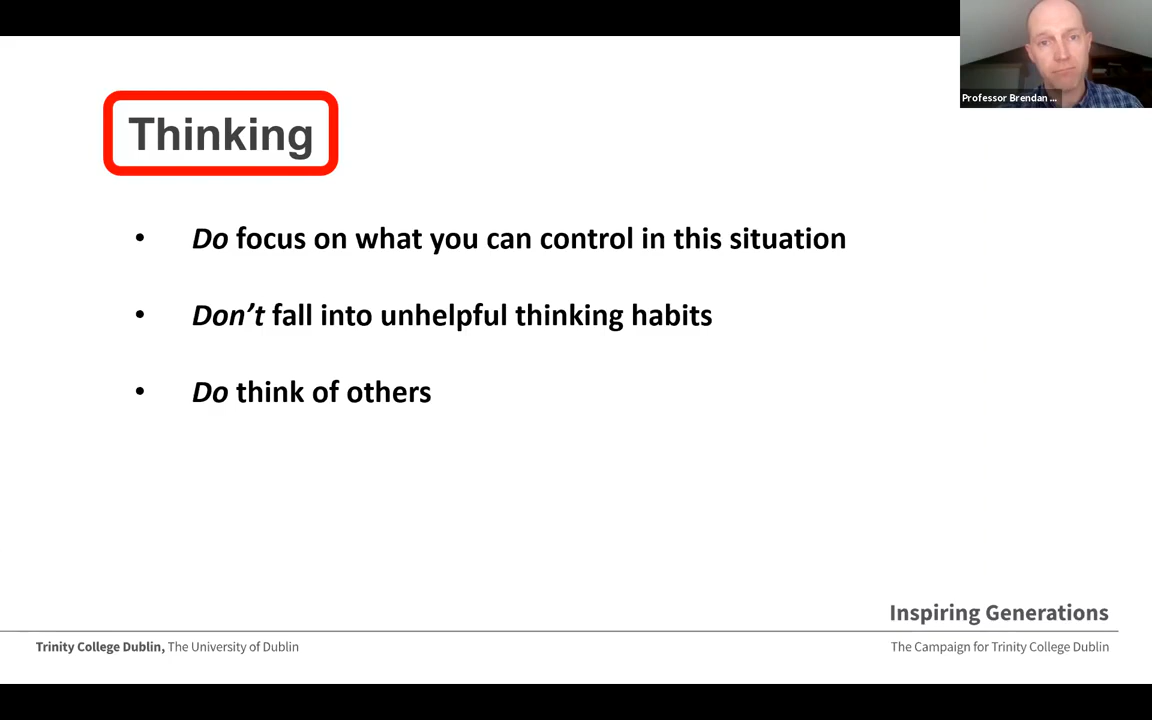 Professor Brendan ...
Thinking
• Do focus on what you can control in this situation
• Don’t fall into unhelpful thinking habits
• Do think of others
Inspiring Generations
Trinity College Dublin, The University of Dublin
The Campaign for Trinity College Dublin